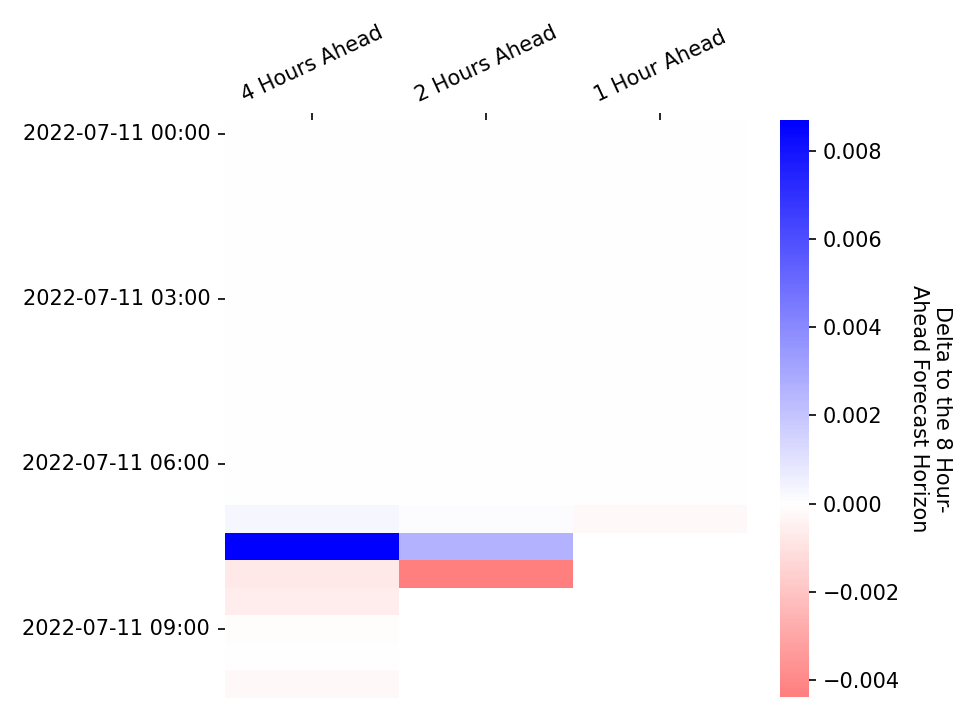 4 Hours Ahead
2 Hours Ahead
1 Hour Ahead
2022-07-11 00:00
2022-07-11 03:00
2022-07-11 06:00
2022-07-11 09:00
0.008
0.006
0.004
0.002
0.000
−0.002
−0.004
Delta to the 8 Hour-
Ahead Forecast Horizon